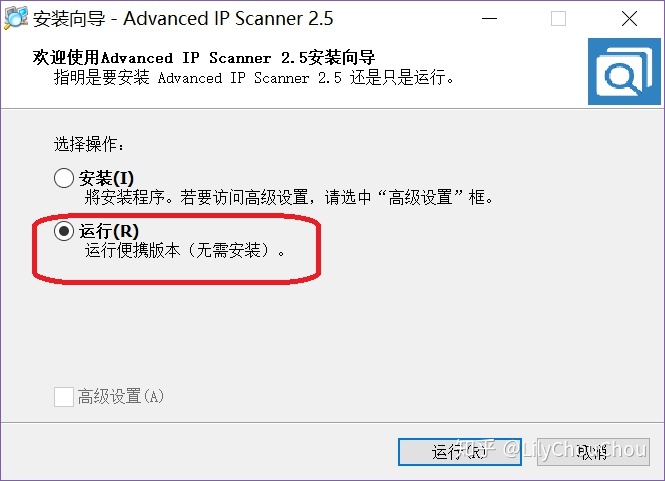 安装向导 - Advanced IP Scanner 2.5
欢迎使用Advanced IP Scanner 2.5安装向导
指明是要安装 Advanced IP Scanner 2.5 还是只是运行。
选择操作:
安装(I)
將安装程序。若要访问高级设置，请选中“高级设置”框。
运行(R)
运行便携版本（无需安装）。
高级设置(A)
运行(R) 取消
知乎 @LilyChouChou